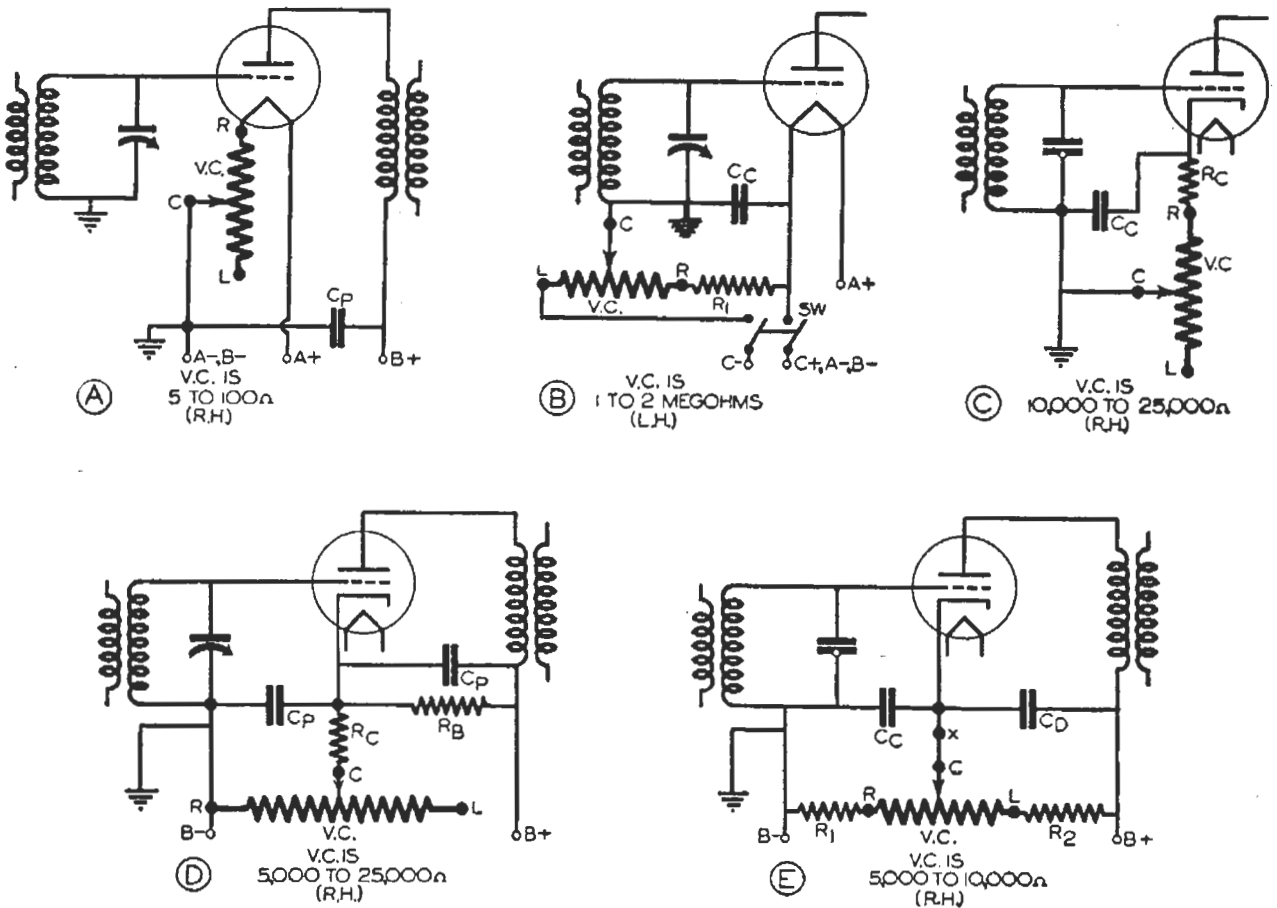 R
V.C.
C
L
CP
A-,B-
A+
B+
A
V.C. IS
5 TO 100Ω
(R.H.)
CC
C
L
R
V.C.
R1
SW
A+
C-
C+,A-,B-
B
V.C. IS
1 TO 2 MEGOHMS
(L.H.)
RC
R
CC
C
V.C
L
C
V.C. IS
10,000 TO 25,000Ω
(R.H.)
CP
CP
RC
RB
C
R
L
B-
V.C.
B+
D
V.C. IS
5,000 TO 25,000Ω
(R.H.)
CC
CD
X
C
R
L
B-
R1
V.C.
R2
B+
E
V.C. IS
5,000 TO 10,000Ω
(R.H.)